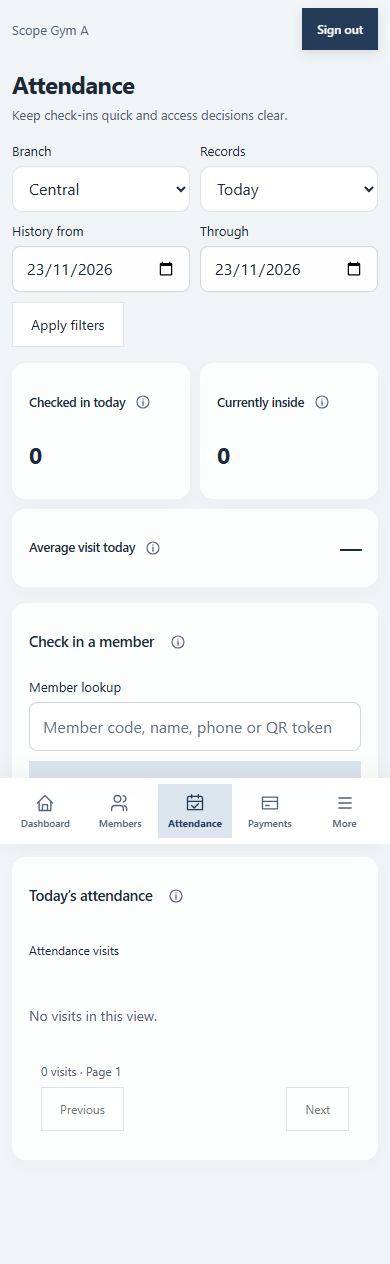 Scope Gym A
Sign out
Attendance
Keep check-ins quick and access decisions clear.
Branch
Records
Central
Today
History from
Through
23/11/2026
23/11/2026
Apply filters
Checked in today
Currently inside
0
0
Average visit today
—
Check in a member
Member lookup
Member code, name, phone or QR token
Dashboard
Members
Attendance
Payments
More
Today's attendance
Attendance visits
No visits in this view.
0 visits · Page 1
Previous
Next